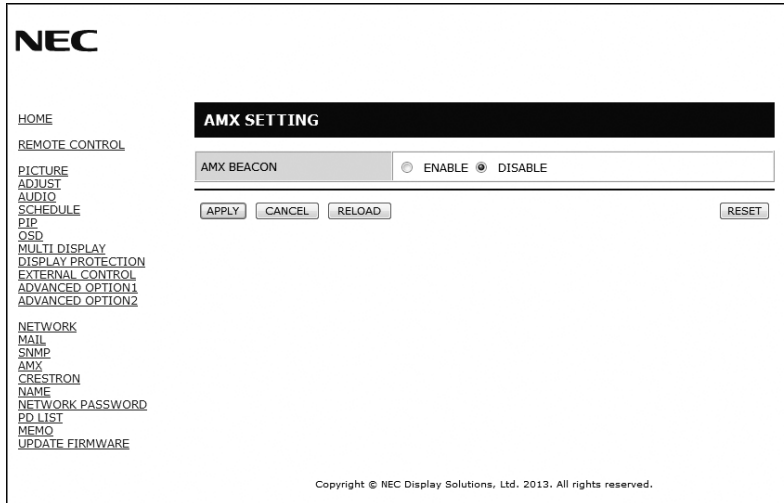 NEC
HOME
REMOTE CONTROL
PICTURE
ADJUST
AUDIO
SCHEDULE
PIP
OSD
MULTI DISPLAY
DISPLAY PROTECTION
EXTERNAL CONTROL
ADVANCED OPTION1
ADVANCED OPTION2
NETWORK
MAIL
SNMP
AMX
CRESTRON
NAME
NETWORK PASSWORD
PD LIST
MEMO
UPDATE FIRMWARE
AMX SETTING
AMX BEACON ENABLE DISABLE
APPLY CANCEL RELOAD RESET
Copyright © NEC Display Solutions, Ltd. 2013. All rights reserved.